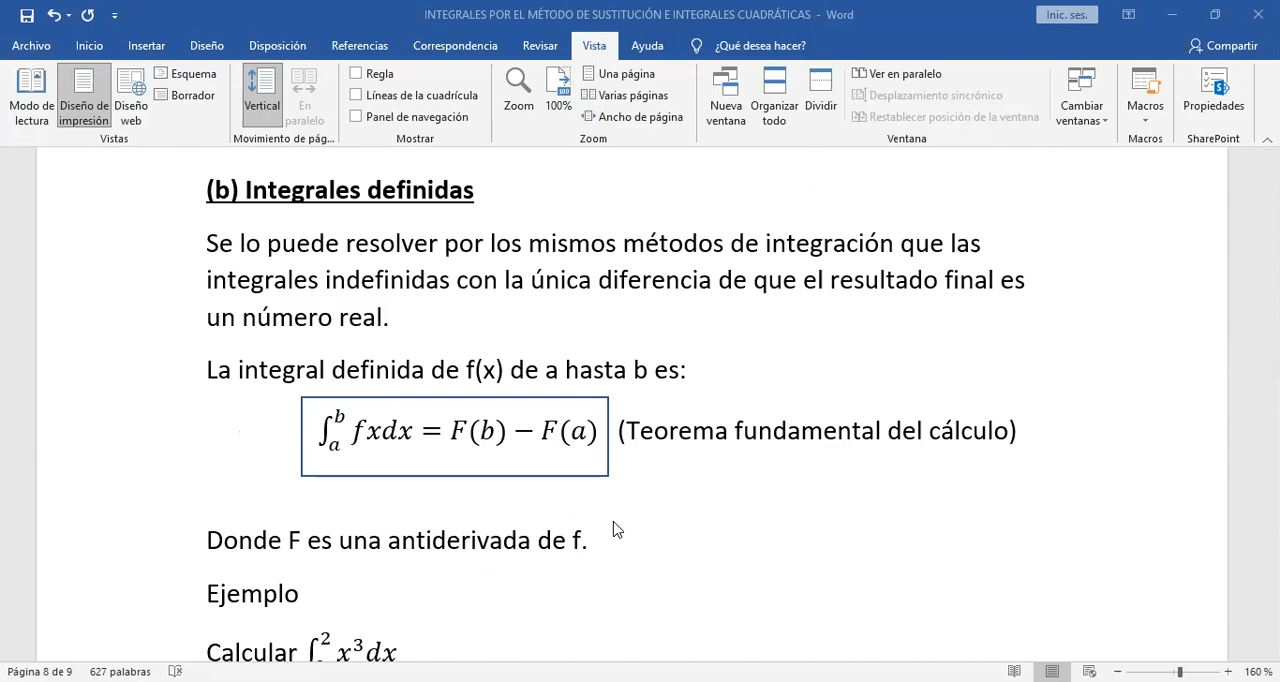 INTEGRALES POR EL MÉTODO DE SUSTITUCIÓN E INTEGRALES CUADRÁTICAS - Word
Inic. ses.
Archivo Inicio Insertar Diseño Disposición Referencias Correspondencia Revisar Vista Ayuda ¿Qué desea hacer? Compartir
Esquema Regla Una página Ver en paralelo
Borrador Líneas de la cuadrícula Varias páginas Desplazamiento sincrónico
Panel de navegación Ancho de página Restablecer posición de la ventana
Modo de lectura
Diseño de impresión
Diseño web
Vertical
En paralelo
Zoom
100%
Nueva ventana
Organizar todo
Dividir
Cambiar ventanas
Macros
Propiedades
Vistas Movimiento de pág... Mostrar Zoom Ventana Macros SharePoint
(b) Integrales definidas
Se lo puede resolver por los mismos métodos de integración que las
integrales indefinidas con la única diferencia de que el resultado final es
un número real.
La integral definida de f(x) de a hasta b es:
∫_a^b fxdx = F(b) − F(a) (Teorema fundamental del cálculo)
Donde F es una antiderivada de f.
Ejemplo
Calcular ∫^2 x³dx
Página 8 de 9 627 palabras 160 %